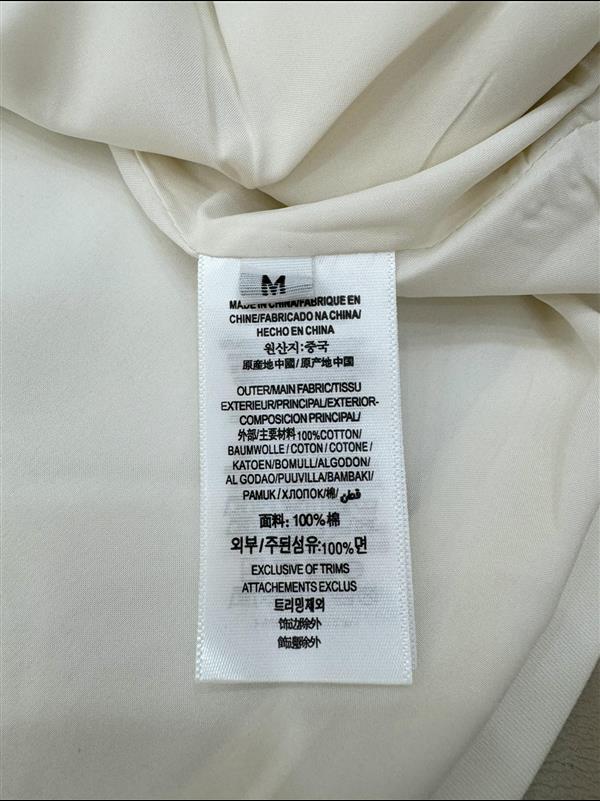 M
MADE IN CHINA/FABRIQUE EN
CHINE/FABRICADO NA CHINA/
HECHO EN CHINA
원산지:중국
原産地中國/原产地中国
OUTER/MAIN FABRIC/TISSU
EXTERIEUR/PRINCIPAL/EXTERIOR-
COMPOSICION PRINCIPAL/
外部/主要材料100%COTTON/
BAUMWOLLE/COTON/COTONE/
KATOEN/BOMULL/ALGODON/
AL GODAO/PUUVILLA/BAMBAKI/
PAMUK/ХЛОПОК/棉/قطن
面料: 100%棉
외부/주된섬유:100%면
EXCLUSIVE OF TRIMS
ATTACHEMENTS EXCLUS
트리밍제외
饰边除外
飾邊除外